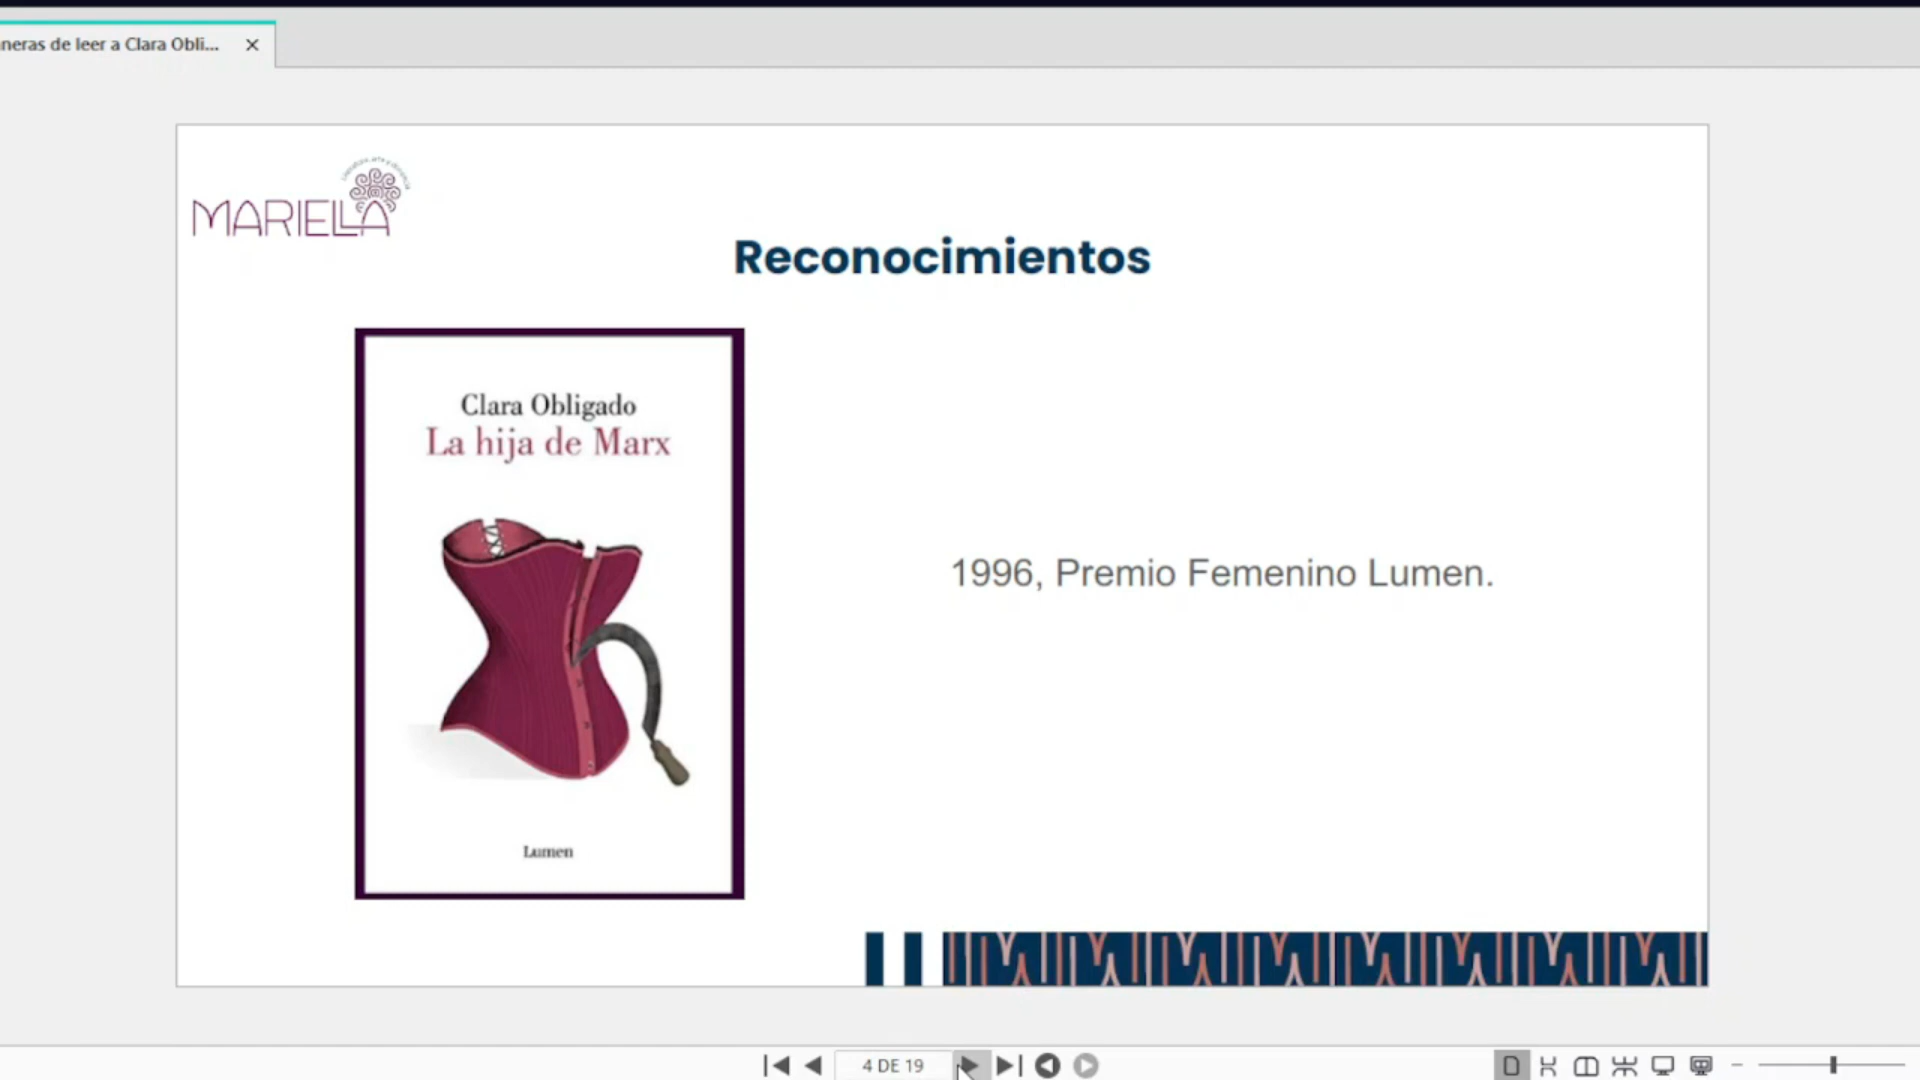 neras de leer a Clara Obli...
MARIELLA
Reconocimientos
Clara Obligado
La hija de Marx
Lumen
1996, Premio Femenino Lumen.
4 DE 19